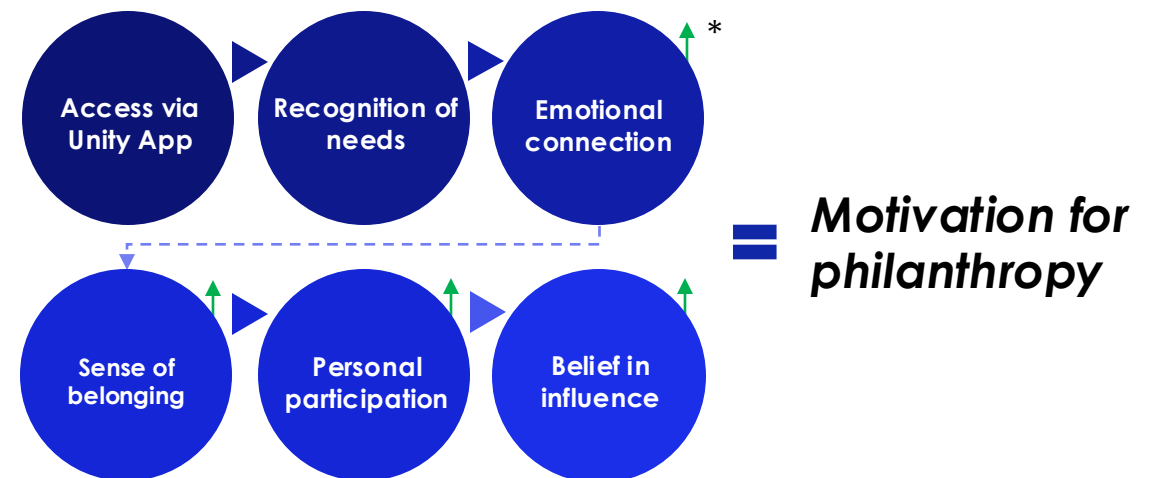 Access via
Unity App
Recognition of
needs
Emotional
connection
*
Sense of
belonging
Personal
participation
Belief in
influence
=
Motivation for
philanthropy